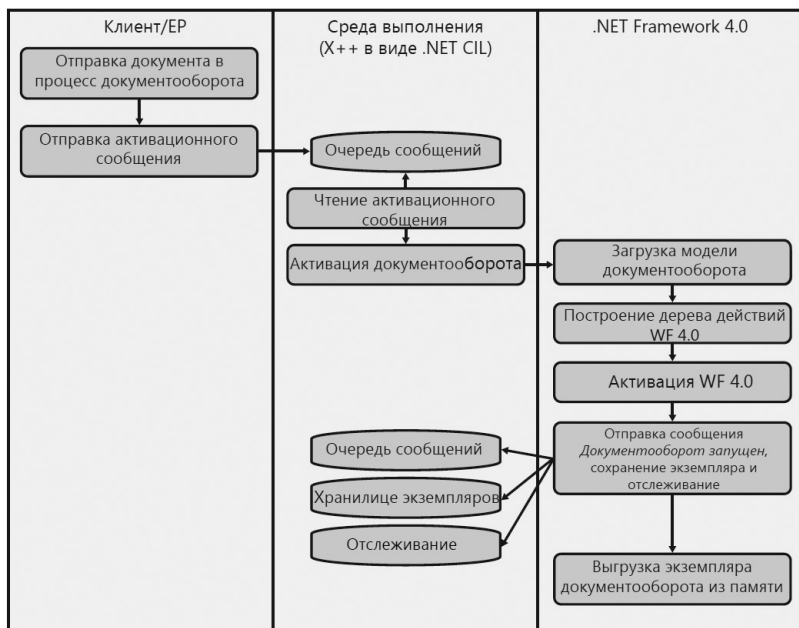 Клиент/EP
Отправка документа в
процесс документооборота
Отправка активационного
сообщения
Среда выполнения
(X++ в виде .NET CIL)
Очередь сообщений
Чтение активационного
сообщения
Активация документооборота
Очередь сообщений
Хранилице экземпляров
Отслеживание
.NET Framework 4.0
Загрузка модели
документооборота
Построение дерева действий
WF 4.0
Активация WF 4.0
Отправка сообщения
Документооборот запущен,
сохранение экземпляра и
отслеживание
Выгрузка экземпляра
документооборота из памяти